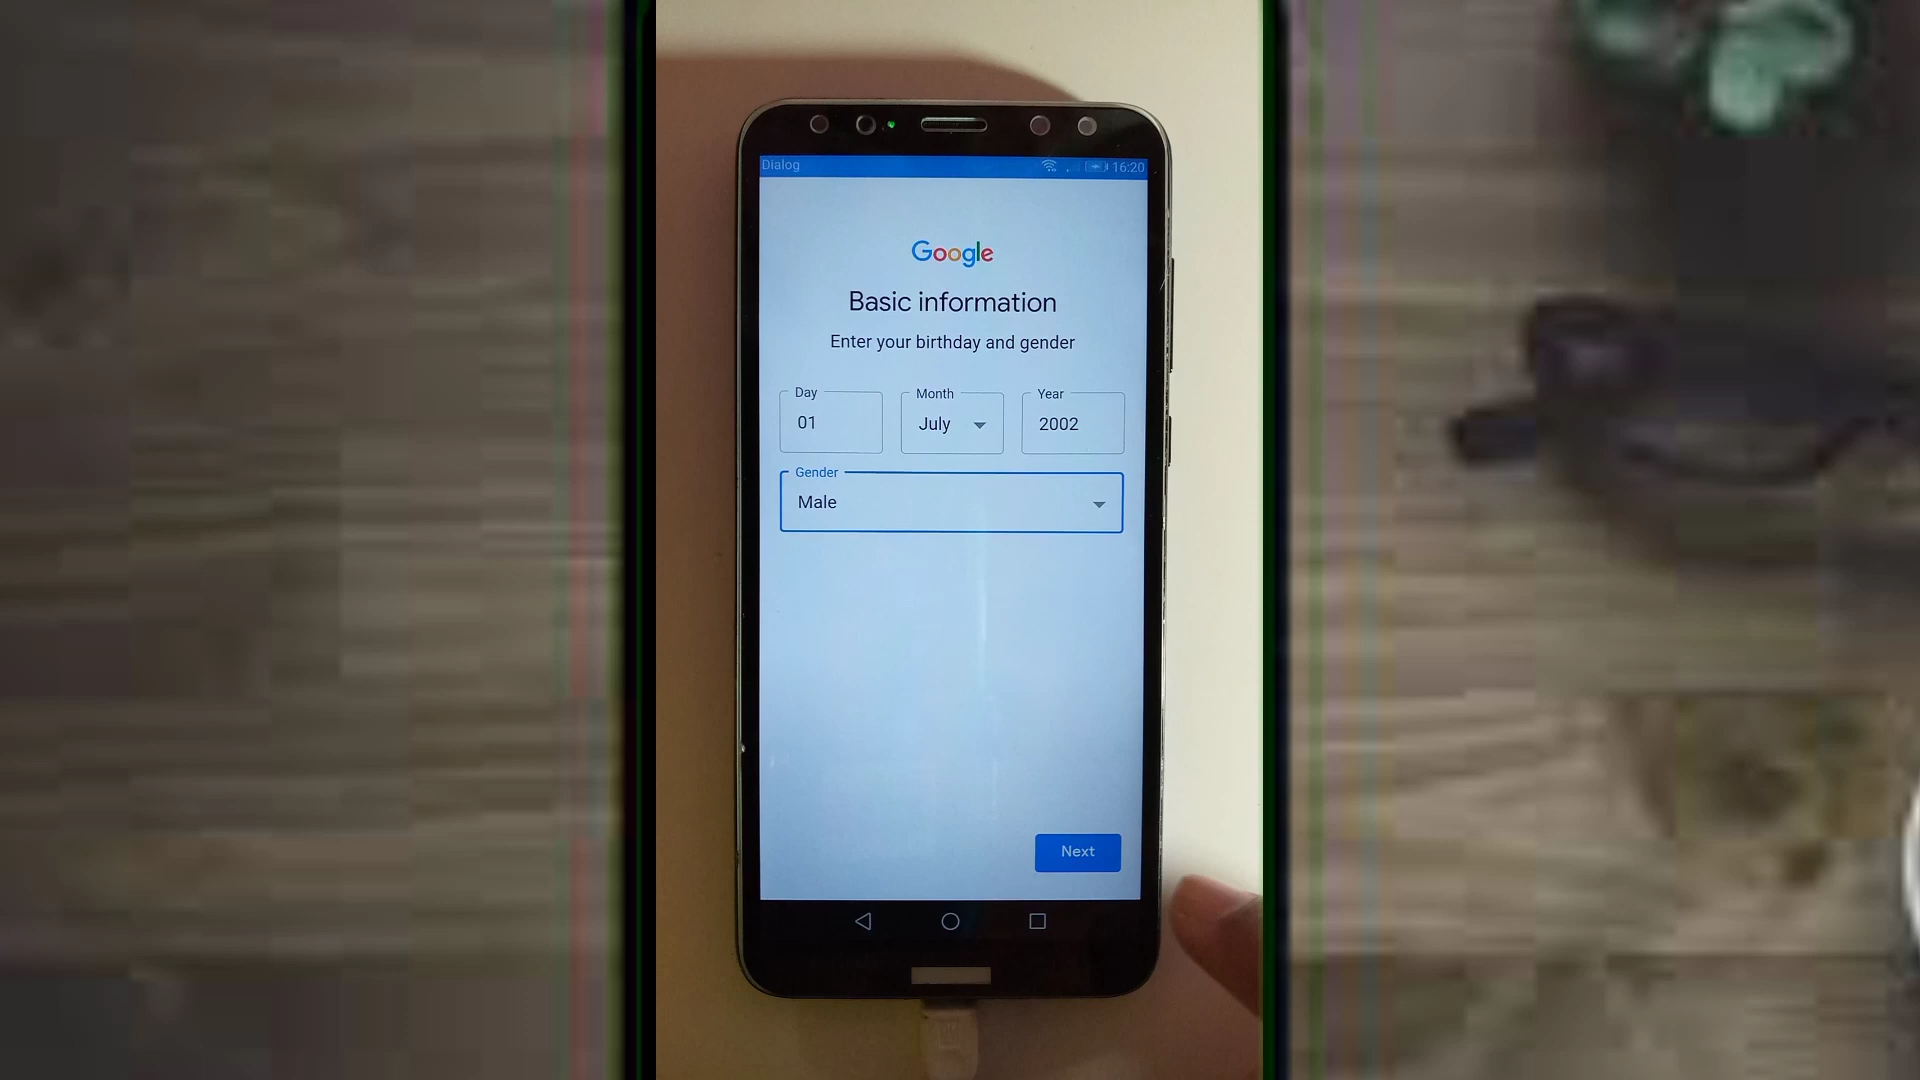 Dialog 16:20
Google
Basic information
Enter your birthday and gender
Day Month Year
01 July 2002
Gender
Male
Next